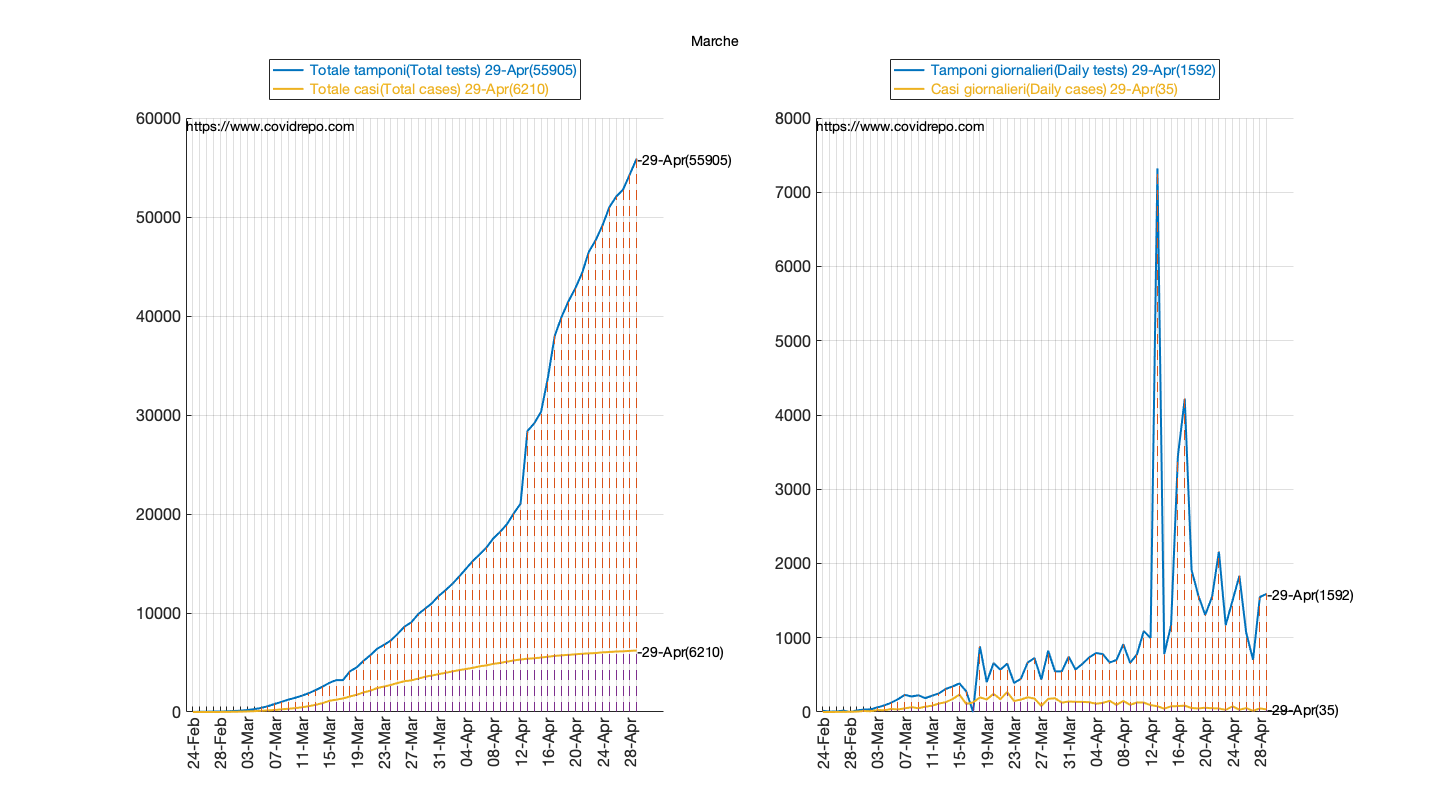 Marche
Totale tamponi(Total tests) 29-Apr(55905)
Totale casi(Total cases) 29-Apr(6210)
60000
50000
40000
30000
20000
10000
0
https://www.covidrepo.com
-29-Apr(55905)
-29-Apr(6210)
24-Feb
28-Feb
03-Mar
07-Mar
11-Mar
15-Mar
19-Mar
23-Mar
27-Mar
31-Mar
04-Apr
08-Apr
12-Apr
16-Apr
20-Apr
24-Apr
28-Apr
Tamponi giornalieri(Daily tests) 29-Apr(1592)
Casi giornalieri(Daily cases) 29-Apr(35)
8000
7000
6000
5000
4000
3000
2000
1000
0
https://www.covidrepo.com
-29-Apr(1592)
-29-Apr(35)
24-Feb
28-Feb
03-Mar
07-Mar
11-Mar
15-Mar
19-Mar
23-Mar
27-Mar
31-Mar
04-Apr
08-Apr
12-Apr
16-Apr
20-Apr
24-Apr
28-Apr